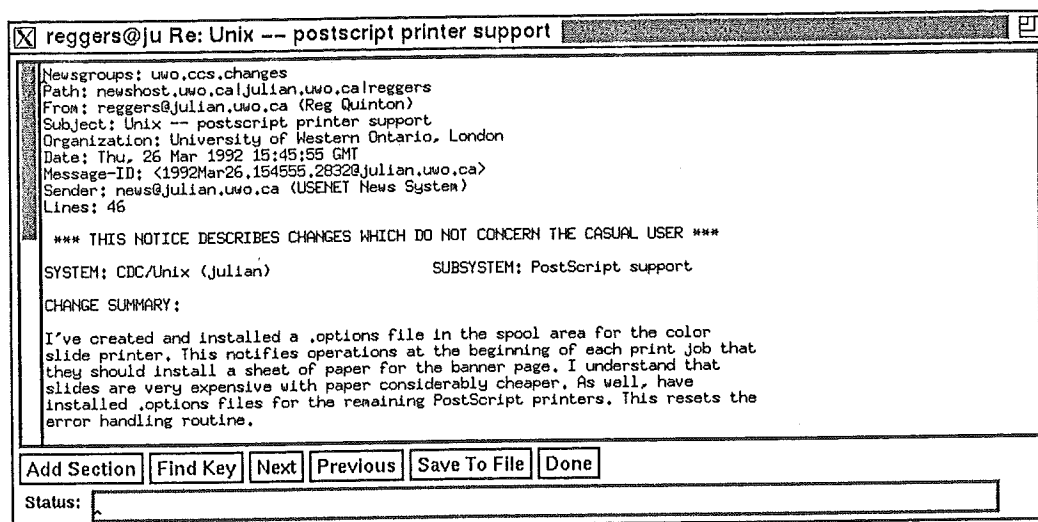 reggers@ju Re: Unix -- postscript printer support
Newsgroups: uwo.ccs.changes
Path: newshost.uwo.ca!julian.uwo.ca!reggers
From: reggers@julian.uwo.ca (Reg Quinton)
Subject: Unix -- postscript printer support
Organization: University of Western Ontario, London
Date: Thu, 26 Mar 1992 15:45:55 GMT
Message-ID: <1992Mar26.154555.2832@julian.uwo.ca>
Sender: news@julian.uwo.ca (USENET News System)
Lines: 46
*** THIS NOTICE DESCRIBES CHANGES WHICH DO NOT CONCERN THE CASUAL USER ***
SYSTEM: CDC/Unix (julian) SUBSYSTEM: PostScript support
CHANGE SUMMARY:
I've created and installed a .options file in the spool area for the color
slide printer. This notifies operations at the beginning of each print job that
they should install a sheet of paper for the banner page. I understand that
slides are very expensive with paper considerably cheaper. As well, have
installed .options files for the remaining PostScript printers. This resets the
error handling routine.
Add Section Find Key Next Previous Save To File Done
Status: